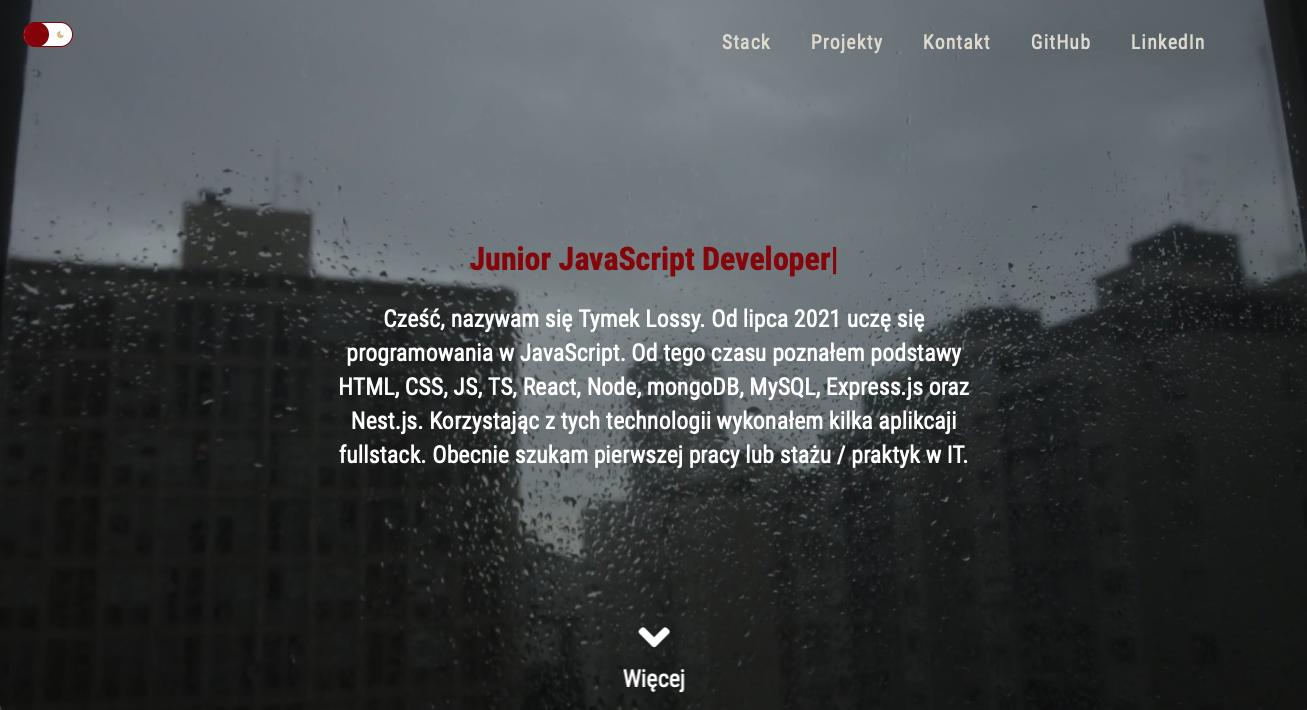 Stack Projekty Kontakt GitHub LinkedIn
Junior JavaScript Developer|
Cześć, nazywam się Tymek Lossy. Od lipca 2021 uczę się
programowania w JavaScript. Od tego czasu poznałem podstawy
HTML, CSS, JS, TS, React, Node, mongoDB, MySQL, Express.js oraz
Nest.js. Korzystając z tych technologii wykonałem kilka aplikcaji
fullstack. Obecnie szukam pierwszej pracy lub stażu / praktyk w IT.
Więcej